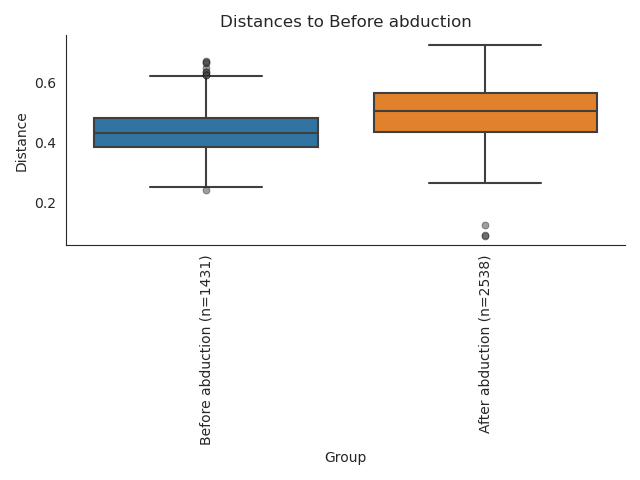 Distances to Before abduction
Distance
0.6
0.4
0.2
Before abduction (n=1431)
After abduction (n=2538)
Group